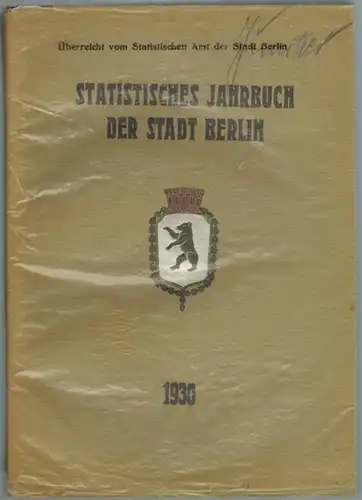 Überreicht vom Statistischen Amt der Stadt Berlin
STATISTISCHES JAHRBUCH
DER STADT BERLIN
1930